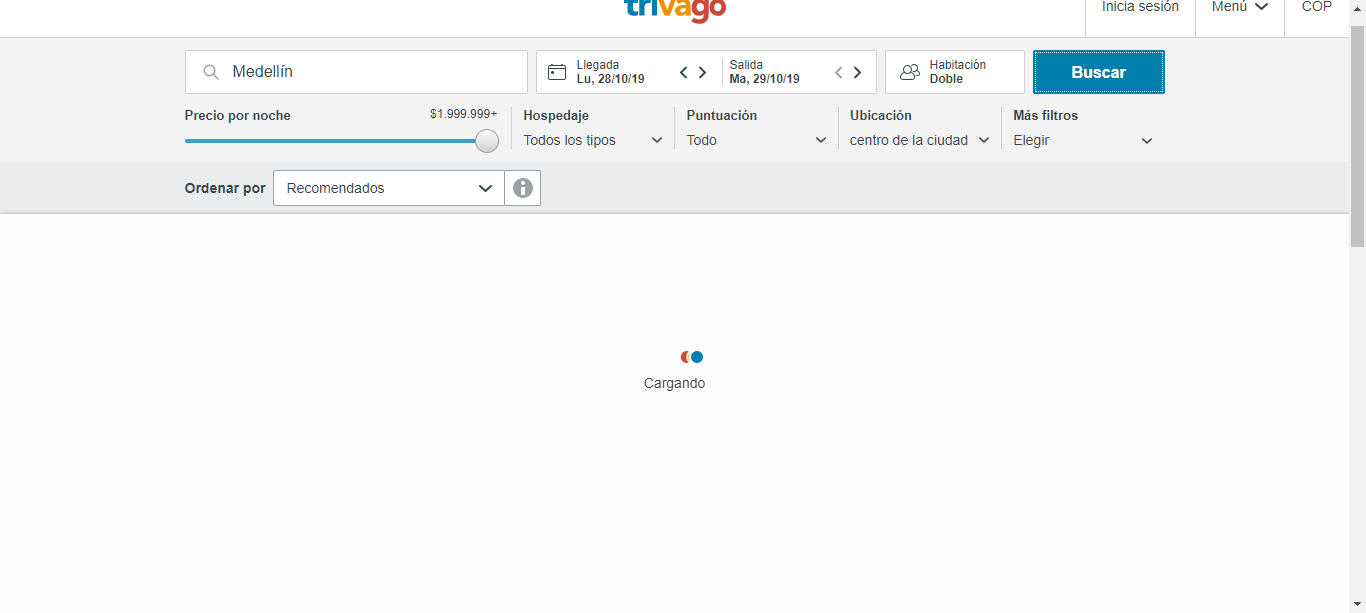 trivago
Inicia sesión
Menú
COP
Medellín
Llegada
Lu, 28/10/19
Salida
Ma, 29/10/19
Habitación
Doble
Buscar
Precio por noche
$1.999.999+
Hospedaje
Todos los tipos
Puntuación
Todo
Ubicación
centro de la ciudad
Más filtros
Elegir
Ordenar por
Recomendados
Cargando